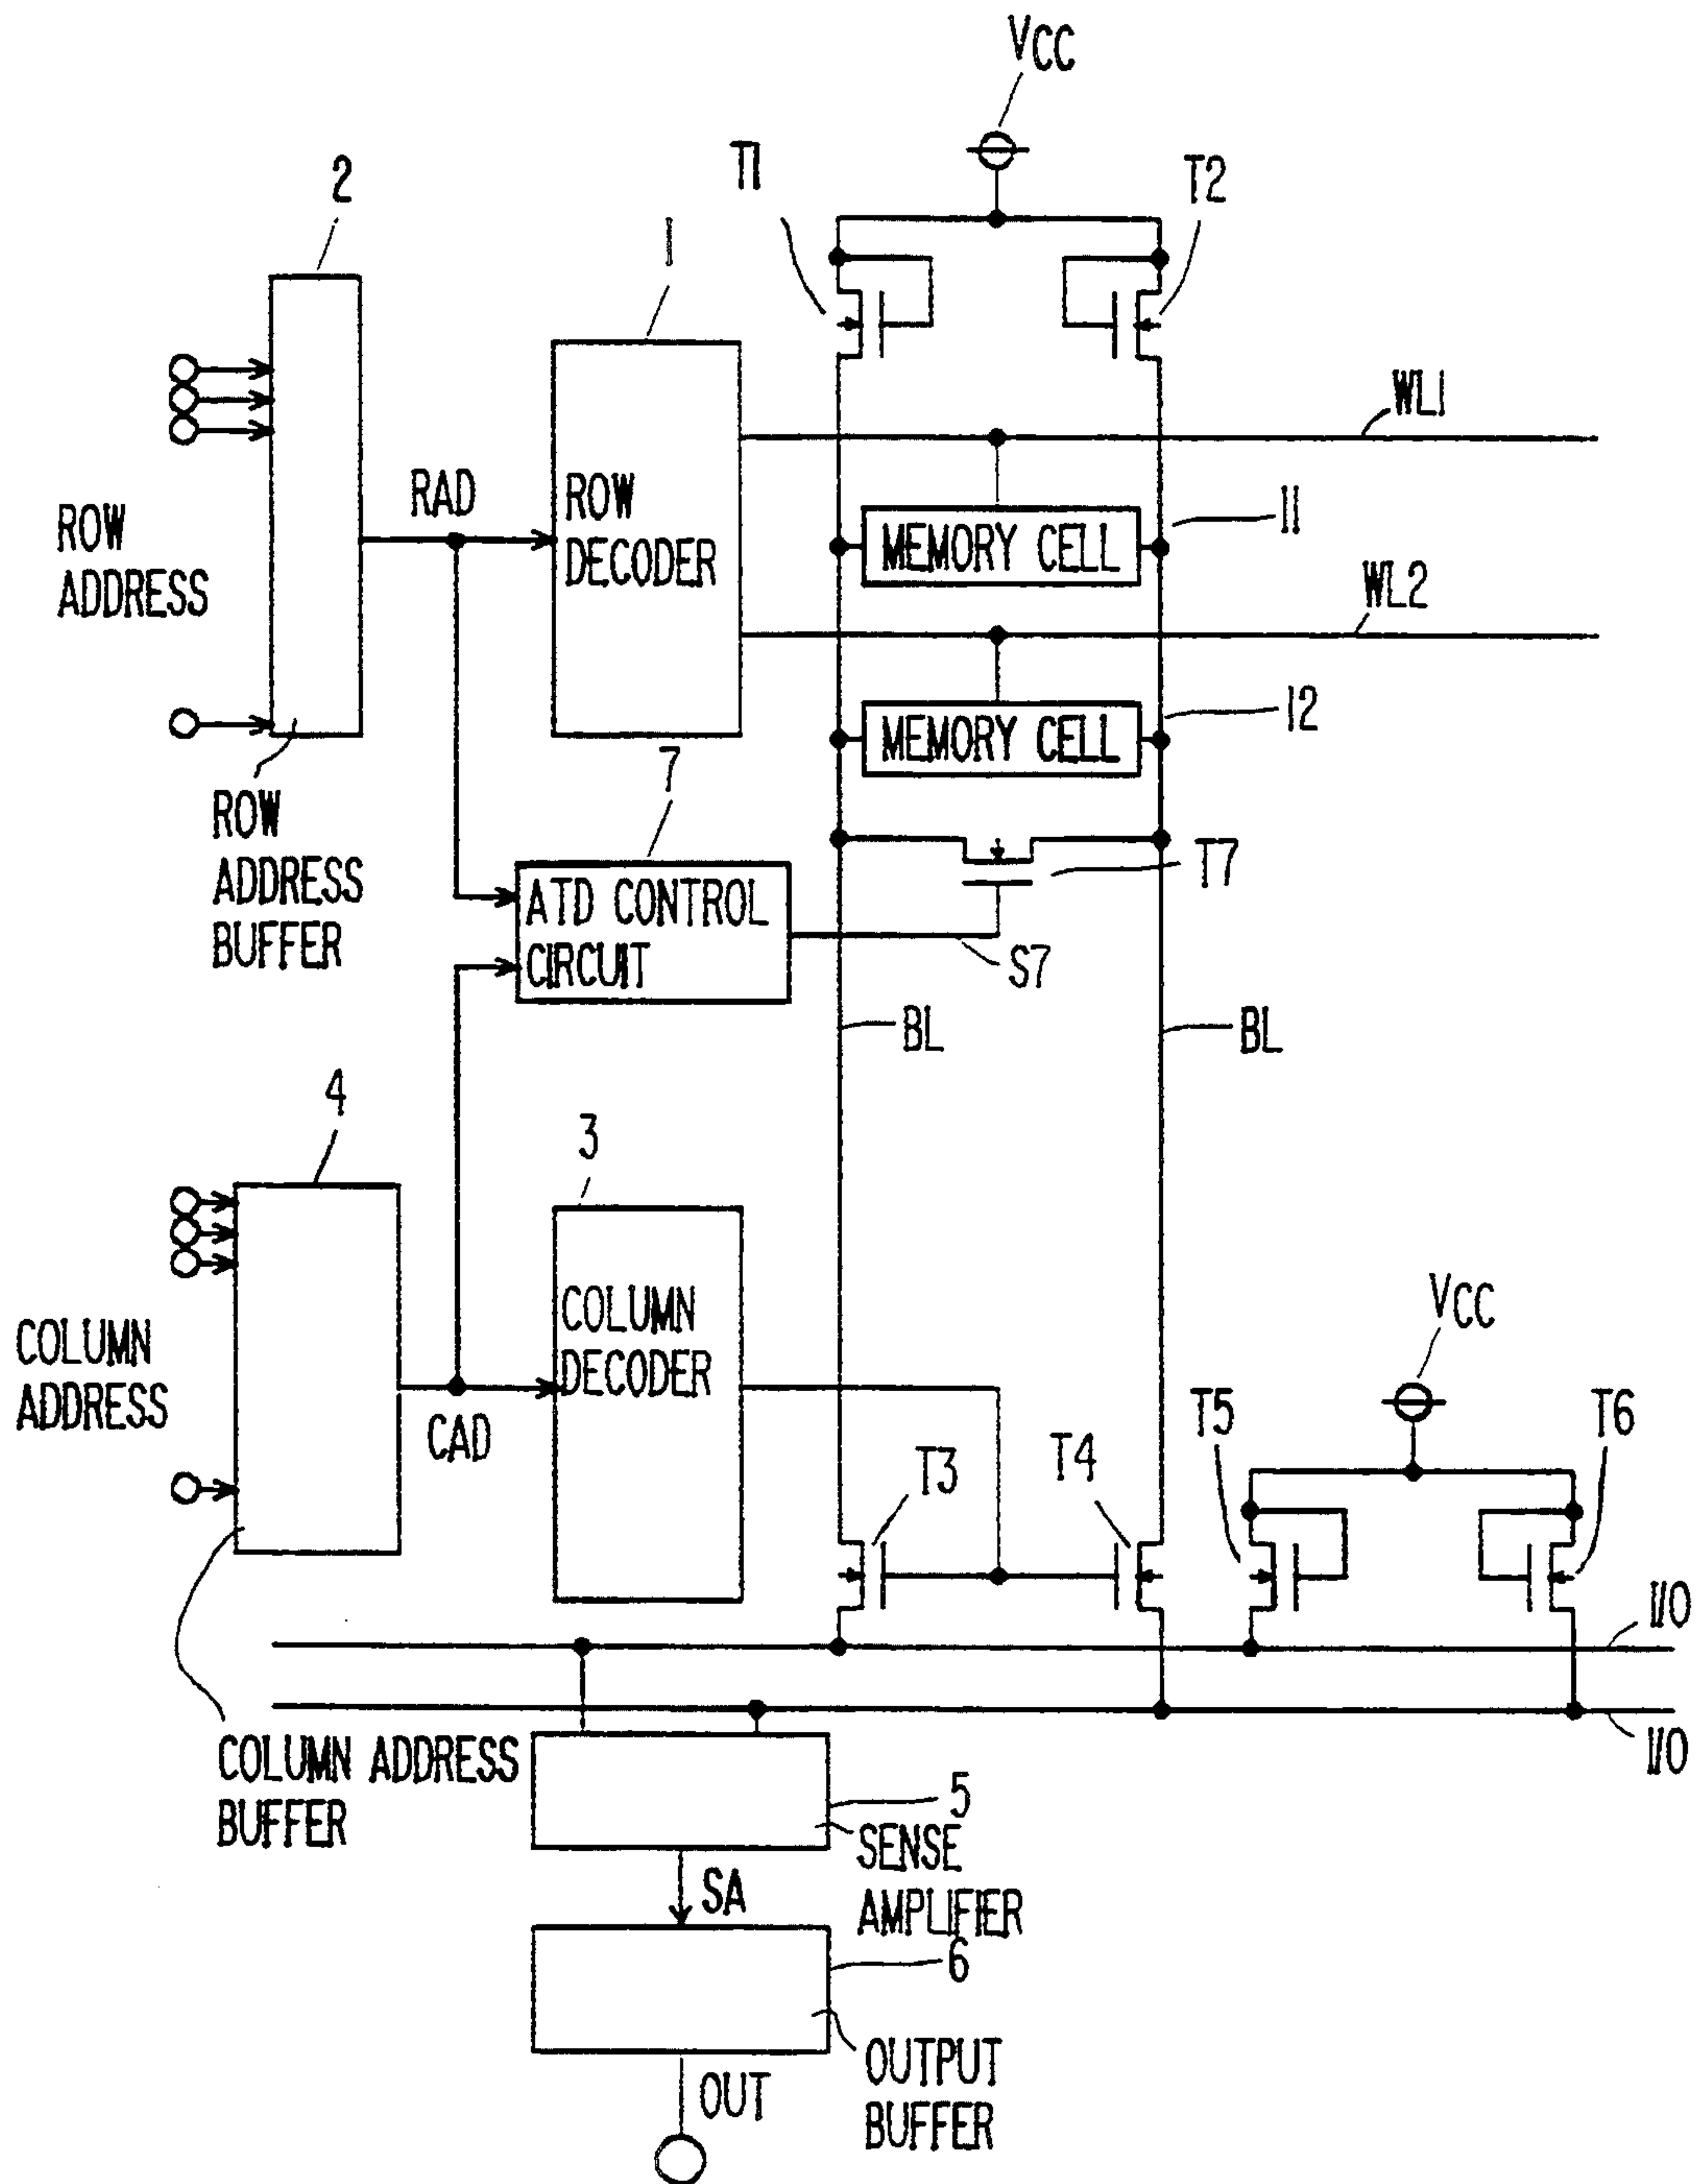 VCC
T1
T2
2
1
WL1
RAD
ROW
DECODER
ROW
ADDRESS
MEMORY CELL
11
WL2
MEMORY CELL
12
7
ROW
ADDRESS
BUFFER
ATD CONTROL
CIRCUIT
T7
S7
BL
BL
4
3
COLUMN
DECODER
COLUMN
ADDRESS
CAD
VCC
T3
T4
T5
T6
I/O
I/O
COLUMN ADDRESS
BUFFER
5
SENSE
AMPLIFIER
SA
6
OUTPUT
BUFFER
OUT